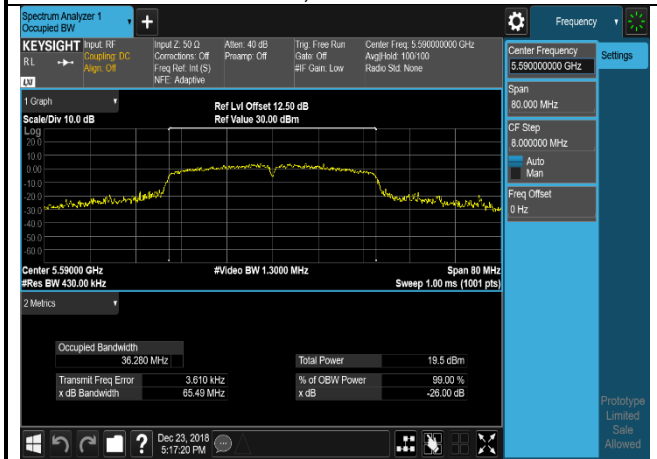 Spectrum Analyzer 1
Occupied BW
+
Frequency
KEYSIGHT
RL
LXI
Input: RF
Coupling: DC
Align: Off
Input Z: 50 Ω
Corrections: Off
Freq Ref: Int (S)
NFE: Adaptive
Atten: 40 dB
Preamp: Off
Trig: Free Run
Gate: Off
#IF Gain: Low
Center Freq: 5.590000000 GHz
Avg|Hold: 100/100
Radio Std: None
Center Frequency
5.590000000 GHz
Settings
Span
80.000 MHz
CF Step
8.000000 MHz
Auto
Man
Freq Offset
0 Hz
1 Graph
Scale/Div 10.0 dB
Ref Lvl Offset 12.50 dB
Ref Value 30.00 dBm
Log
20.0
10.0
0.00
-10.0
-20.0
-30.0
-40.0
-50.0
-60.0
Center 5.59000 GHz
#Video BW 1.3000 MHz
Span 80 MHz
#Res BW 430.00 kHz
Sweep 1.00 ms (1001 pts)
2 Metrics
Occupied Bandwidth
36.280 MHz
Total Power 19.5 dBm
Transmit Freq Error 3.610 kHz
% of OBW Power 99.00 %
x dB Bandwidth 65.49 MHz
x dB -26.00 dB
Prototype
Limited
Sale
Allowed
?
Dec 23, 2018
5:17:20 PM